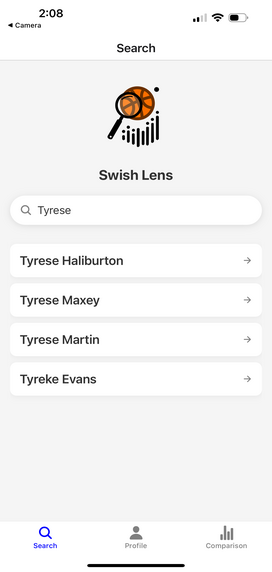 2:08
◀ Camera
Search
Swish Lens
Tyrese
Tyrese Haliburton
Tyrese Maxey
Tyrese Martin
Tyreke Evans
Search
Profile
Comparison